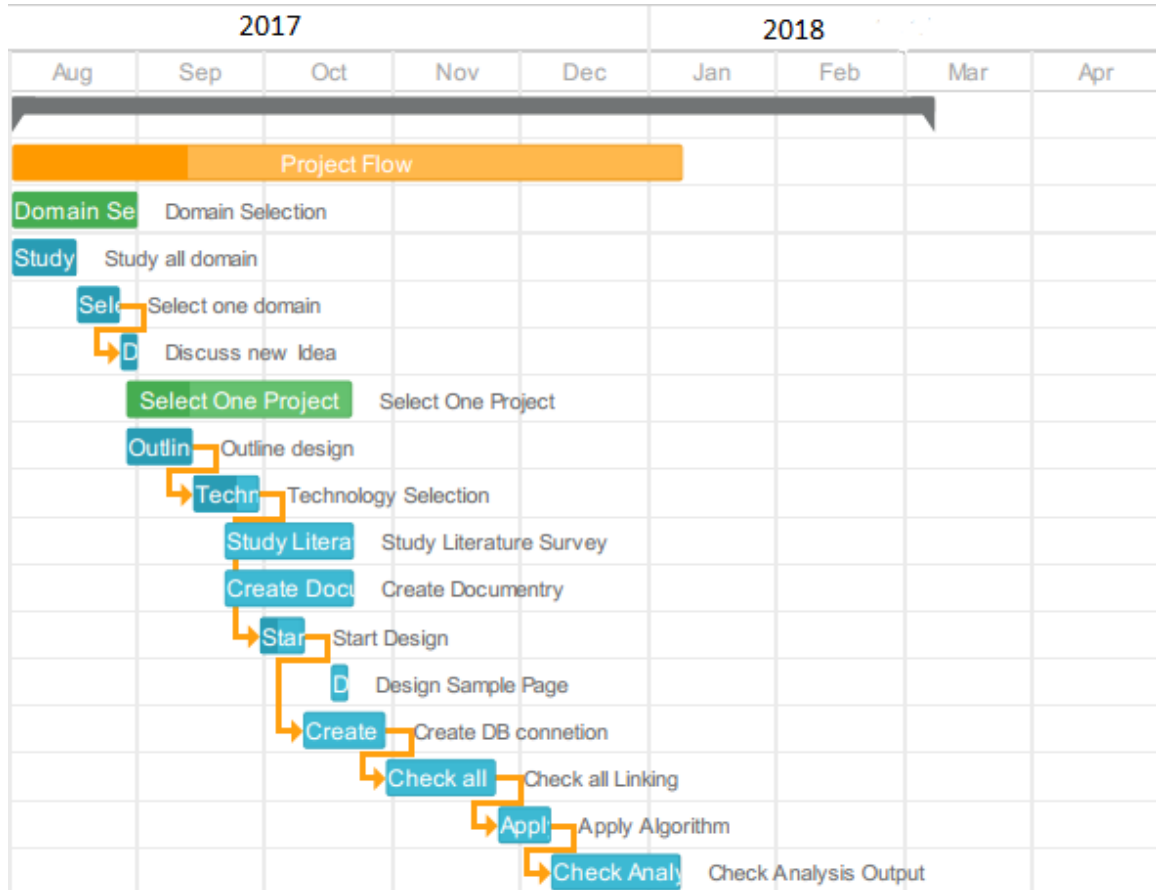 2017 2018
Aug Sep Oct Nov Dec Jan Feb Mar Apr
Project Flow
Domain Se Domain Selection
Study Study all domain
Sele Select one domain
D Discuss new Idea
Select One Project Select One Project
Outlin Outline design
Techn Technology Selection
Study Litera Study Literature Survey
Create Docu Create Documentry
Star Start Design
D Design Sample Page
Create Create DB connetion
Check all Check all Linking
Appl Apply Algorithm
Check Analy Check Analysis Output